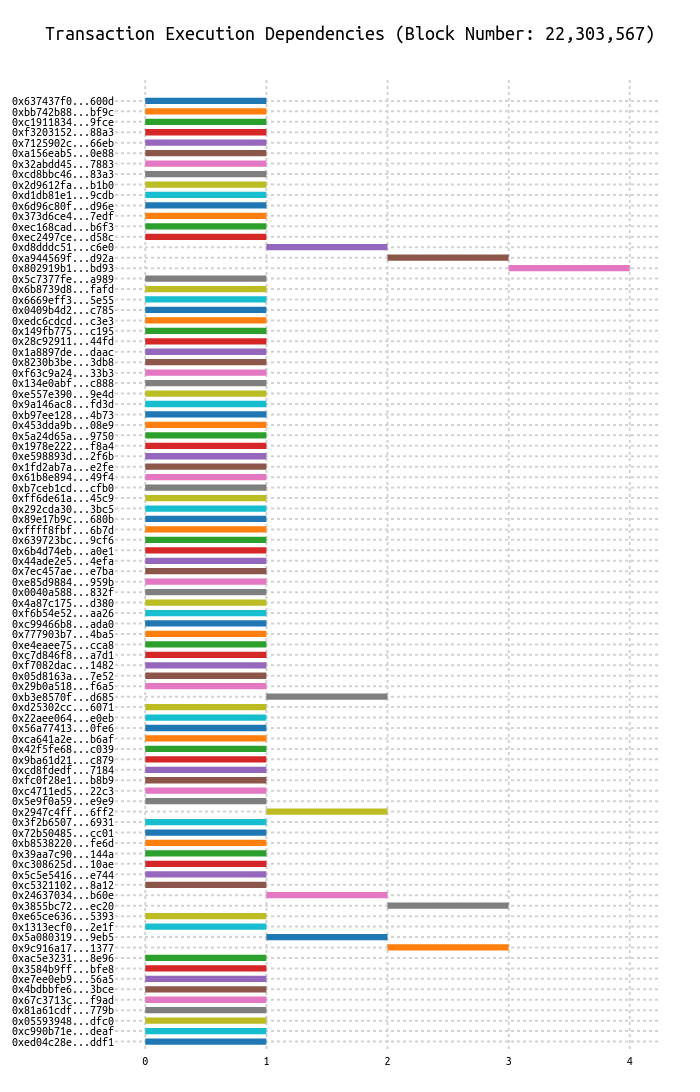 Transaction Execution Dependencies (Block Number: 22,303,567)
0x637437f0...600d
0xbb742b88...bf9c
0xc1911834...9fce
0xf3203152...88a3
0x7125902c...66eb
0xa156eab5...0e88
0x32abdd45...7883
0xcd8bbc46...83a3
0x2d9612fa...b1b0
0xd1db81e1...9cdb
0x6d96c80f...d96e
0x373d6ce4...7edf
0xec168cad...b6f3
0xec2497ce...d58c
0xd8dddc51...c6e0
0xa944569f...d92a
0x802919b1...bd93
0x5c7377fe...a989
0x6b8739d8...fafd
0x6669eff3...5e55
0x0409b4d2...c785
0xedc6cdcd...c3e3
0x149fb775...c195
0x28c92911...44fd
0x1a8897de...daac
0x8230b3be...3db8
0xf63c9a24...33b3
0x134e0abf...c888
0xe557e390...9e4d
0x9a146ac8...fd3d
0xb97ee128...4b73
0x453dda9b...08e9
0x5a24d65a...9750
0x1978e222...f8a4
0xe598893d...2f6b
0x1fd2ab7a...e2fe
0x61b8e894...49f4
0xb7ceb1cd...cfb0
0xff6de61a...45c9
0x292cda30...3bc5
0x89e17b9c...680b
0xffff8fbf...6b7d
0x639723bc...9cf6
0x6b4d74eb...a0e1
0x44ade2e5...4efa
0x7ec457ae...e7ba
0xe85d9884...959b
0x0040a588...832f
0x4a87c175...d380
0xf6b54e52...aa26
0xc99466b8...ada0
0x777903b7...4ba5
0xe4eaee75...cca8
0xc7d846f8...a7d1
0xf7082dac...1482
0x05d8163a...7e52
0x29b0a518...f6a5
0xb3e8570f...d685
0xd25302cc...6071
0x22aee064...e0eb
0x56a77413...0fe6
0xca641a2e...b6af
0x42f5fe68...c039
0x9ba61d21...c879
0xcd8fdedf...7184
0xfc0f28e1...b8b9
0xc4711ed5...22c3
0x5e9f0a59...e9e9
0x2947c4ff...6ff2
0x3f2b6507...6931
0x72b50485...cc01
0xb8538220...fe6d
0x39aa7c90...144a
0xc308625d...10ae
0x5c5e5416...e744
0xc5321102...8a12
0x24637034...b60e
0x3855bc72...ec20
0xe65ce636...5393
0x1313ecf0...2e1f
0x5a080319...9eb5
0x9c916a17...1377
0xac5e3231...8e96
0x3584b9ff...bfe8
0xe7ee0eb9...56a5
0x4bdbbfe6...3bce
0x67c3713c...f9ad
0x81a61cdf...779b
0x05593948...dfc0
0xc990b71e...deaf
0xed04c28e...ddf1
0 1 2 3 4